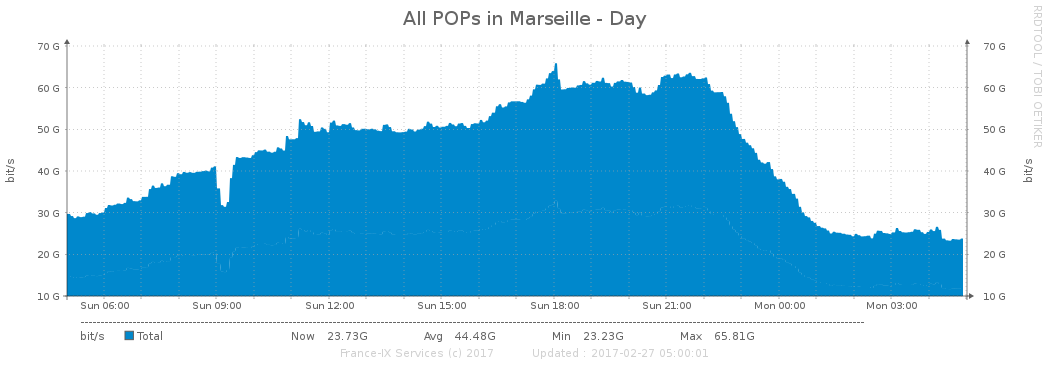 All POPs in Marseille - Day
RRDTOOL / TOBI OETIKER
70 G 70 G
60 G 60 G
50 G 50 G
40 G 40 G
30 G 30 G
20 G 20 G
10 G 10 G
bit/s
bit/s
Sun 06:00 Sun 09:00 Sun 12:00 Sun 15:00 Sun 18:00 Sun 21:00 Mon 00:00 Mon 03:00
bit/s Total Now 23.73G Avg 44.48G Min 23.23G Max 65.81G
France-IX Services (c) 2017 Updated : 2017-02-27 05:00:01